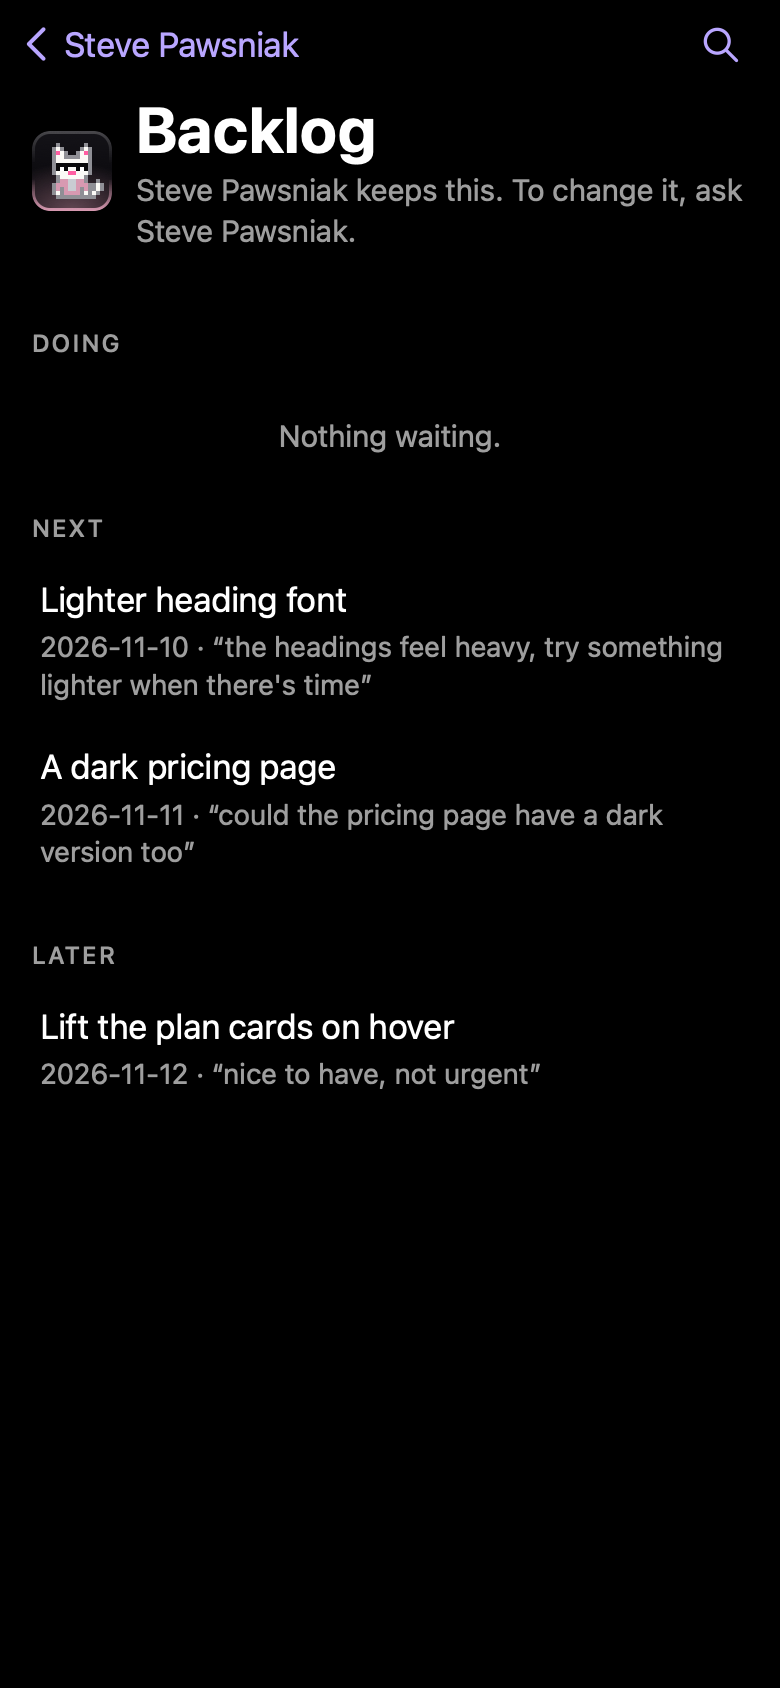 Steve Pawsniak
Backlog
Steve Pawsniak keeps this. To change it, ask
Steve Pawsniak.
DOING
Nothing waiting.
NEXT
Lighter heading font
2026-11-10 · “the headings feel heavy, try something
lighter when there's time”
A dark pricing page
2026-11-11 · “could the pricing page have a dark
version too”
LATER
Lift the plan cards on hover
2026-11-12 · “nice to have, not urgent”